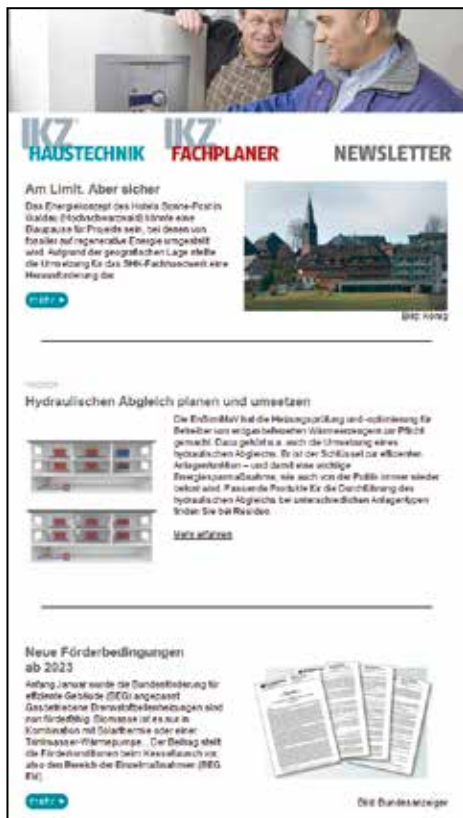 IKZ IKZ
HAUSTECHNIK FACHPLANER NEWSLETTER
Am Limit. Aber sicher
Das Energiekonzept des Hotels Sonne-Post in
Waldau (Hochschwarzwald) könnte eine
Blaupause für Projekte sein, bei denen von
fossiler auf regenerative Energie umgestellt
wird. Aufgrund der geografischen Lage stellte
die Umsetzung für das SHK-Fachhandwerk eine
Herausforderung dar.
mehr
Bild: König
Hydraulischen Abgleich planen und umsetzen
Die EnSimiMaV hat die Heizungsprüfung und -optimierung für
Betreiber von erdgasbetriebenen Wärmeerzeugern zur Pflicht
gemacht. Dazu gehört u.a. auch die Umsetzung eines
hydraulischen Abgleichs. Er ist der Schlüssel zur effizienten
Anlagenfunktion – und damit eine wichtige
Energiesparmaßnahme, wie auch von der Politik immer wieder
betont wird. Passende Produkte für die Durchführung des
hydraulischen Abgleichs bei unterschiedlichen Anlagentypen
finden Sie bei Resideo.
Mehr erfahren
Neue Förderbedingungen
ab 2023
Anfang Januar wurde die Bundesförderung für
effiziente Gebäude (BEG) angepasst.
Gasbetriebene Brennstoffzellenheizungen sind
nun förderfähig. Biomasse ist es nur in
Kombination mit Solarthermie oder einer
Trinkwasser-Wärmepumpe... Der Beitrag stellt
die Förderkonditionen beim Kesseltausch vor,
also den Bereich der Einzelmaßnahmen (BEG
EM).
mehr
Bild: Bundesanzeiger